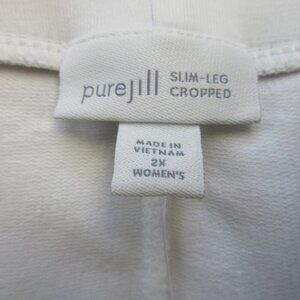 purejill SLIM-LEG
CROPPED
MADE IN
VIETNAM
2X
WOMEN'S